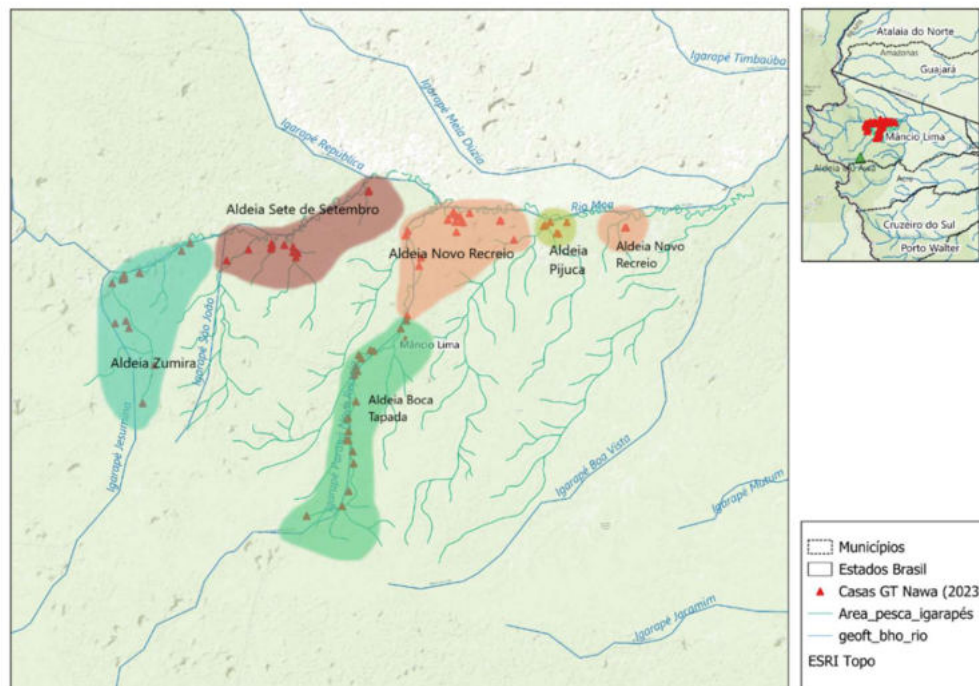 Igarapé Timbaúba
Igarapé Meia Duzia
Igarapé República
Rio Moa
Aldeia Sete de Setembro
Aldeia Novo Recreio
Aldeia
Pijuca
Aldeia Novo
Recreio
Igarapé São João
Aldeia Zumira
Mâncio Lima
Aldeia Boca
Tapada
Igarapé Jesumira
Igarapé
Igarapé Boa Vista
Igarapé Mutum
Igarapé Jacamim
Atalaia do Norte
Amazonas
Guajará
Mâncio Lima
Acre
Cruzeiro do Sul
Porto Walter
Municípios
Estados Brasil
Casas GT Nawa (2023
Area_pesca_igarapés
geoft_bho_rio
ESRI Topo